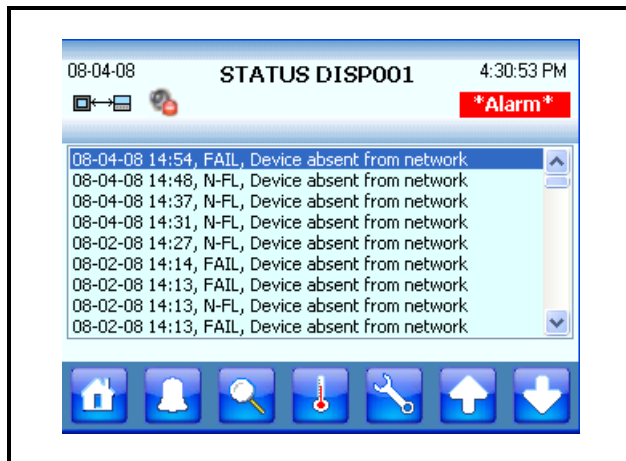 08-04-08 STATUS DISP001 4:30:53 PM
*Alarm*
08-04-08 14:54, FAIL, Device absent from network
08-04-08 14:48, N-FL, Device absent from network
08-04-08 14:37, N-FL, Device absent from network
08-04-08 14:31, N-FL, Device absent from network
08-02-08 14:27, N-FL, Device absent from network
08-02-08 14:14, FAIL, Device absent from network
08-02-08 14:13, FAIL, Device absent from network
08-02-08 14:13, N-FL, Device absent from network
08-02-08 14:13, FAIL, Device absent from network